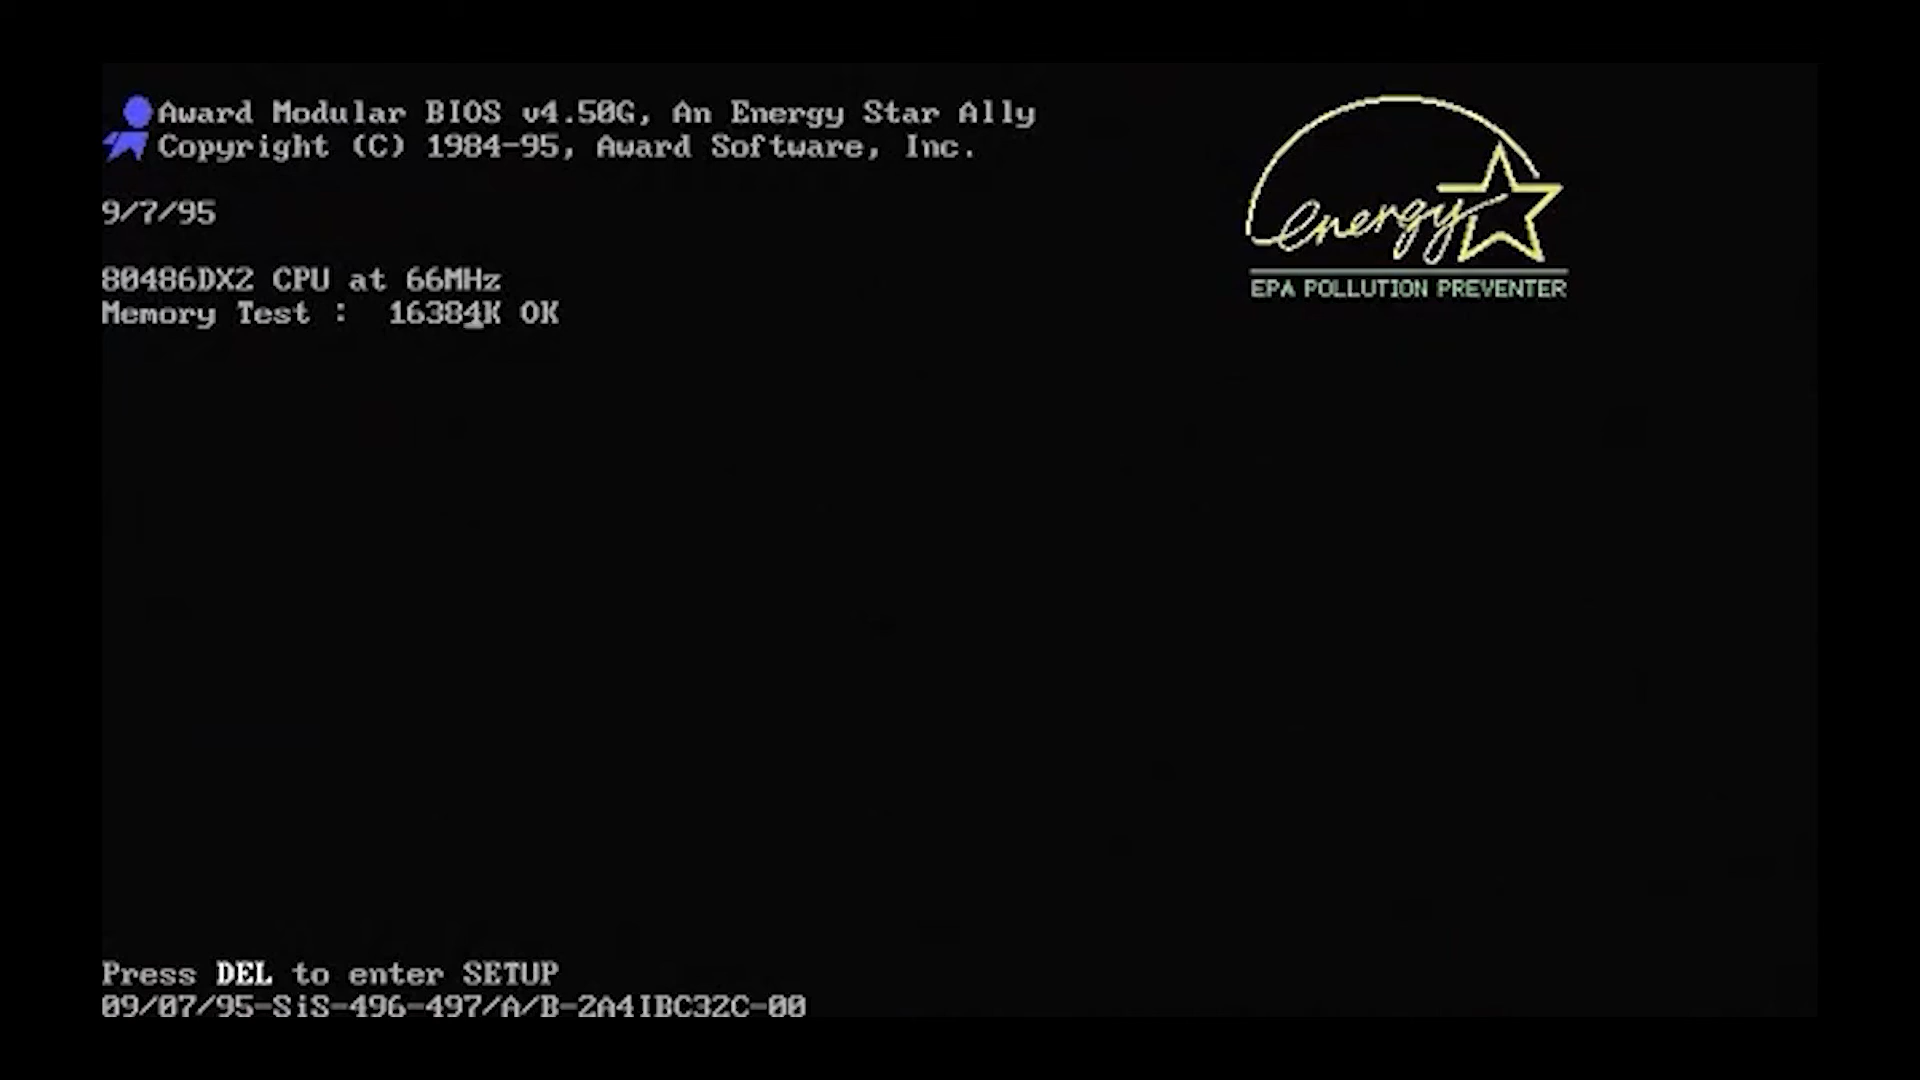 Award Modular BIOS v4.50G, An Energy Star Ally
Copyright (C) 1984-95, Award Software, Inc.
energy
EPA POLLUTION PREVENTER
9/7/95
80486DX2 CPU at 66MHz
Memory Test :  16384K OK
Press DEL to enter SETUP
09/07/95-SiS-496-497/A/B-2A4IBC32C-00